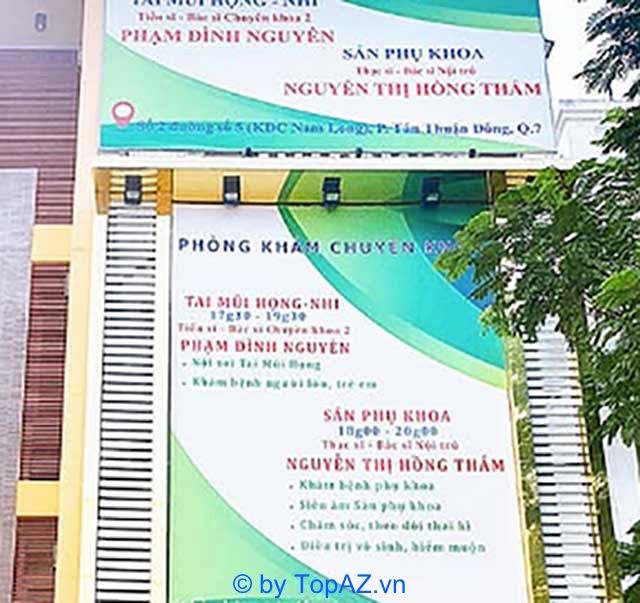 TAI MŨI HỌNG - NHI
Tiến sĩ - Bác sĩ Chuyên khoa 2
PHẠM ĐÌNH NGUYÊN
SẢN PHỤ KHOA
Thạc sĩ - Bác sĩ Nội trú
NGUYỄN THỊ HỒNG THẮM
Số 2 đường số 5 (KDC Nam Long), P. Tân Thuận Đông, Q.7
PHÒNG KHÁM CHUYÊN
TAI MŨI HỌNG-NHI
17g30 - 19g30
Tiến sĩ - Bác sĩ Chuyên khoa 2
PHẠM ĐÌNH NGUYÊN
• Nội soi Tai Mũi Họng
• Khám bệnh người lớn, trẻ em
SẢN PHỤ KHOA
18g00 - 20g00
Thạc sĩ - Bác sĩ Nội trú
NGUYỄN THỊ HỒNG THẮM
• Khám bệnh phụ khoa
• Siêu âm Sản phụ khoa
• Chăm sóc, theo dõi thai kì
• Điều trị vô sinh, hiếm muộn
© by TopAZ.vn